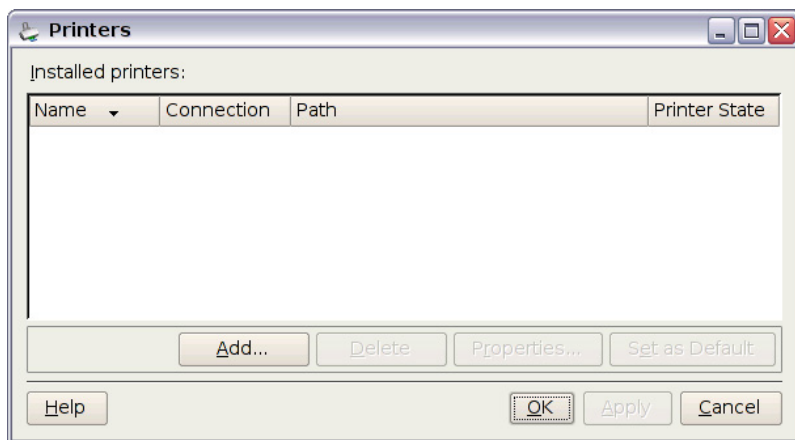 Printers
Installed printers:
Name Connection Path Printer State
Add... Delete Properties... Set as Default
Help OK Apply Cancel